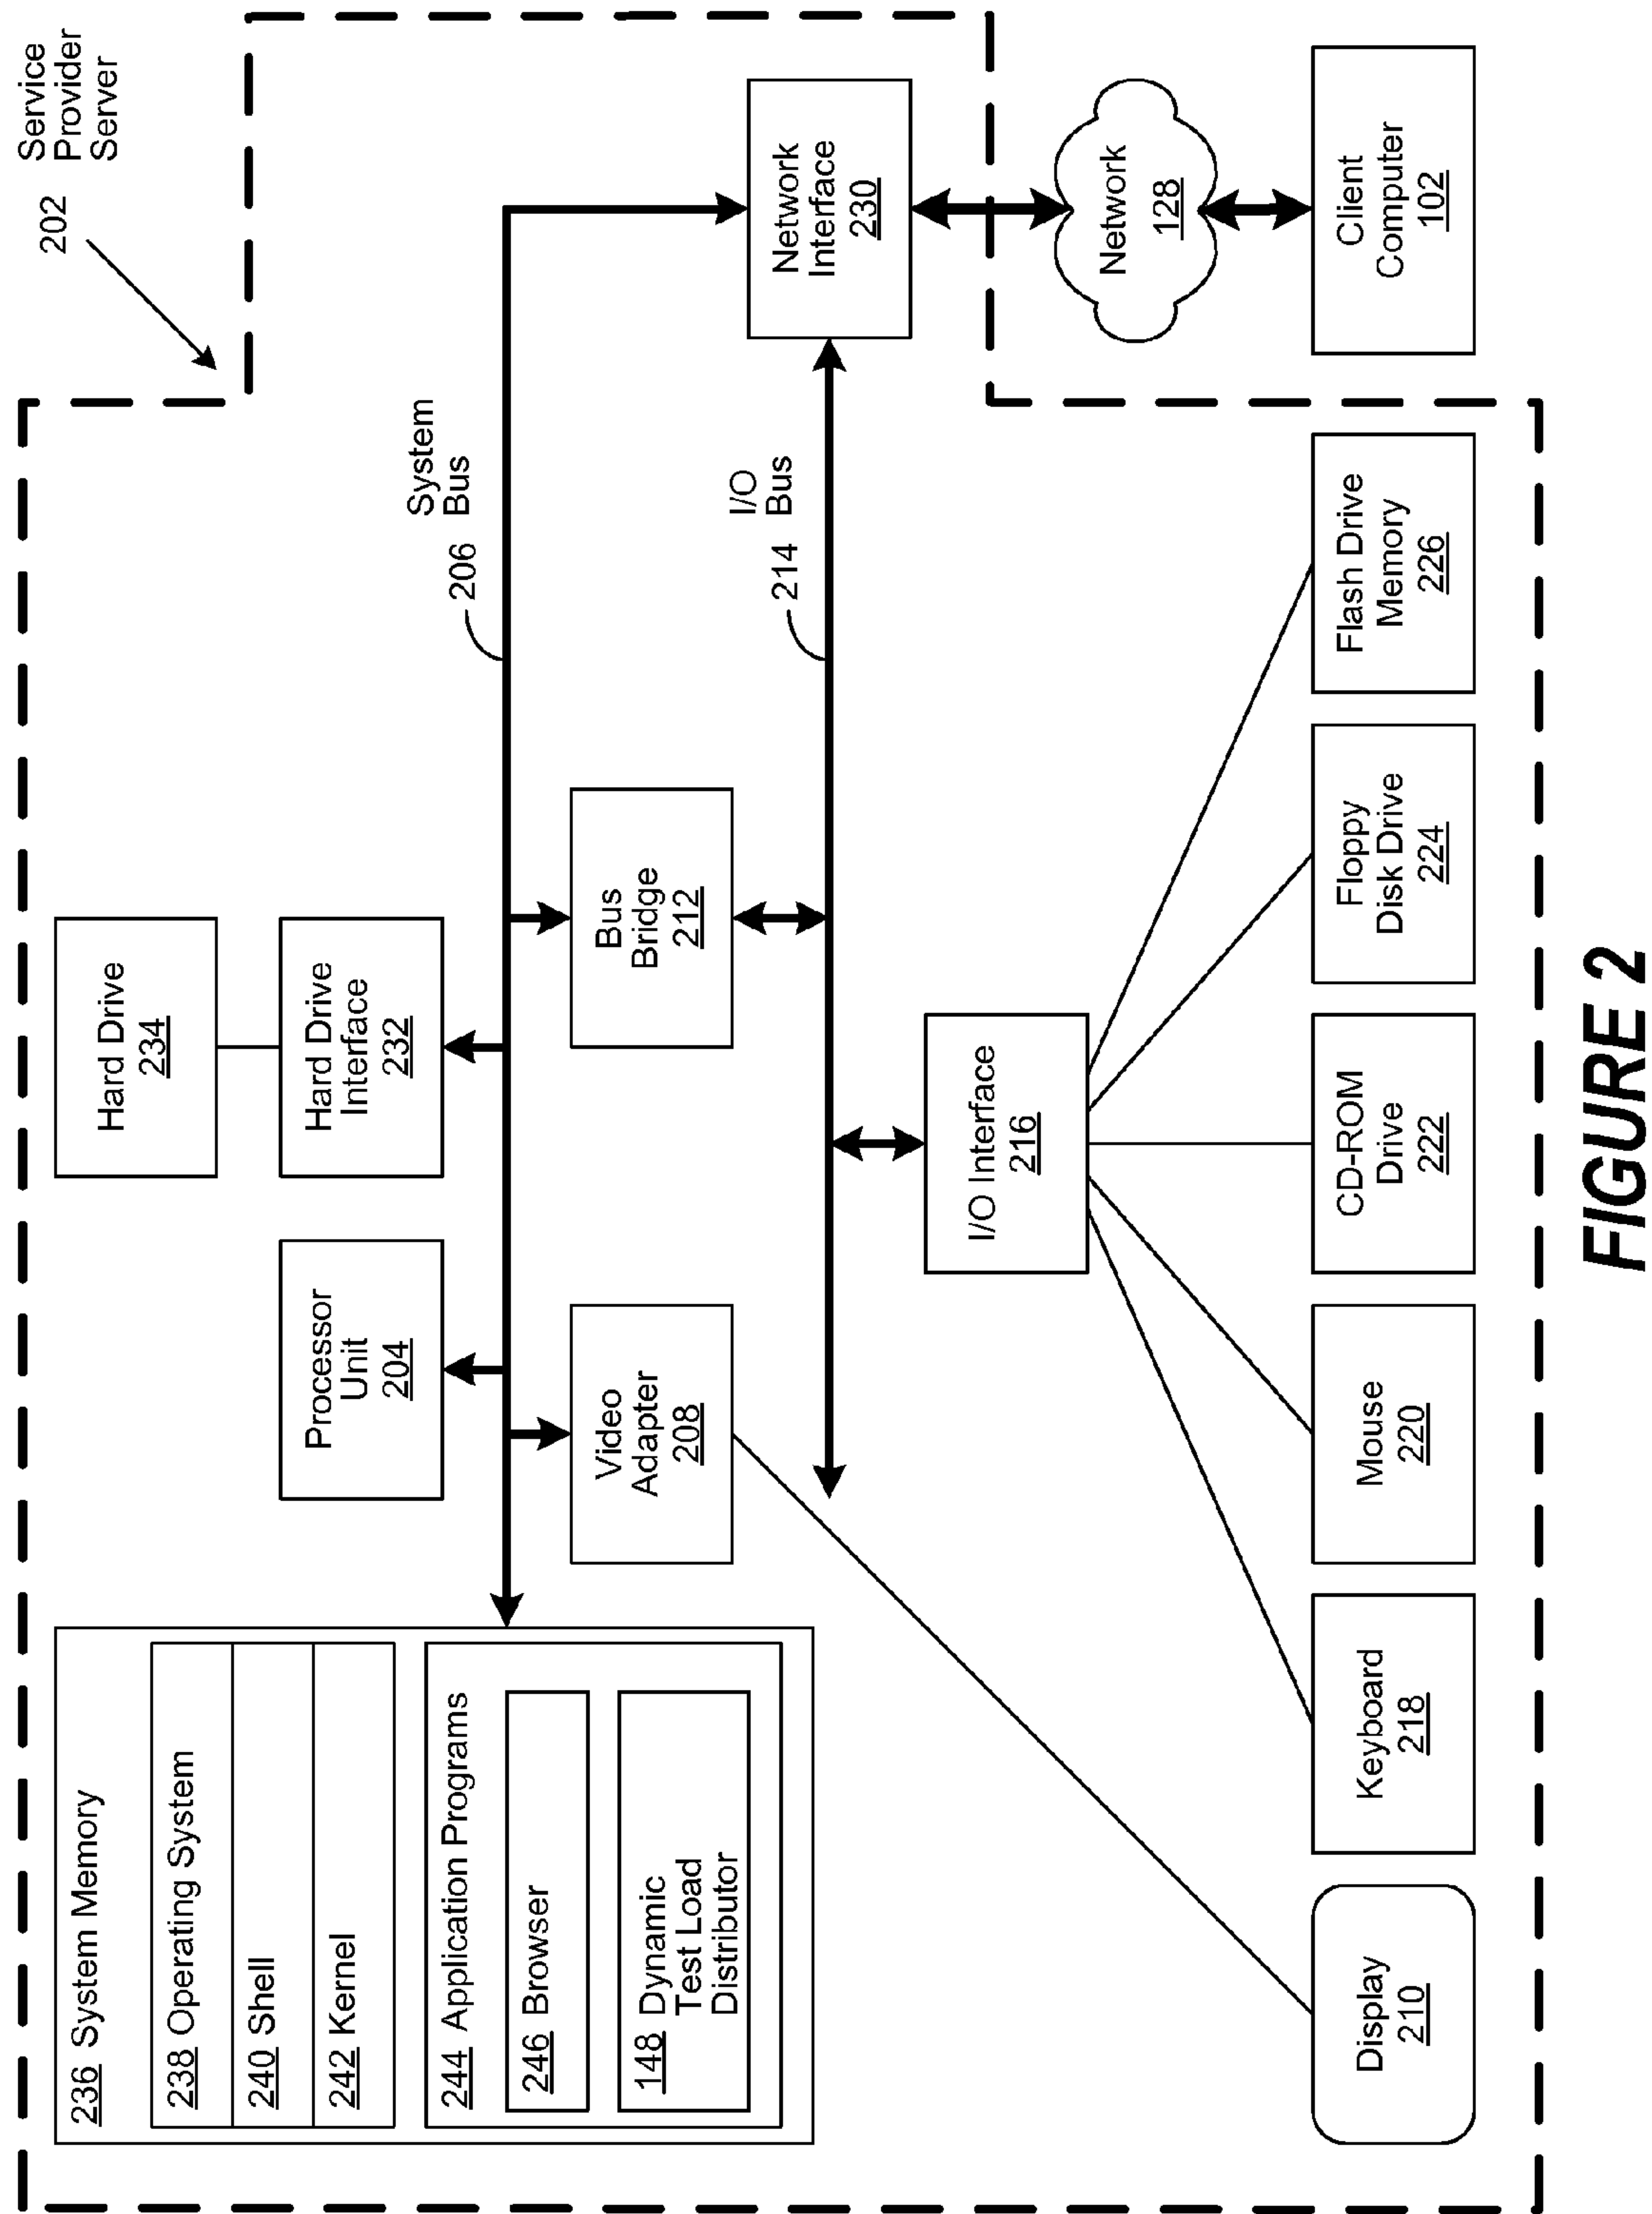 202
Service
Provider
Server
236 System Memory
238 Operating System
240 Shell
242 Kernel
244 Application Programs
246 Browser
148 Dynamic
Test Load
Distributor
Hard Drive
234
Processor
Unit
204
Hard Drive
Interface
232
206
System
Bus
Video
Adapter
208
Bus
Bridge
212
214
I/O
Bus
Network
Interface
230
I/O Interface
216
Network
128
Display
210
Keyboard
218
Mouse
220
CD-ROM
Drive
222
Floppy
Disk Drive
224
Flash Drive
Memory
226
Client
Computer
102
FIGURE 2